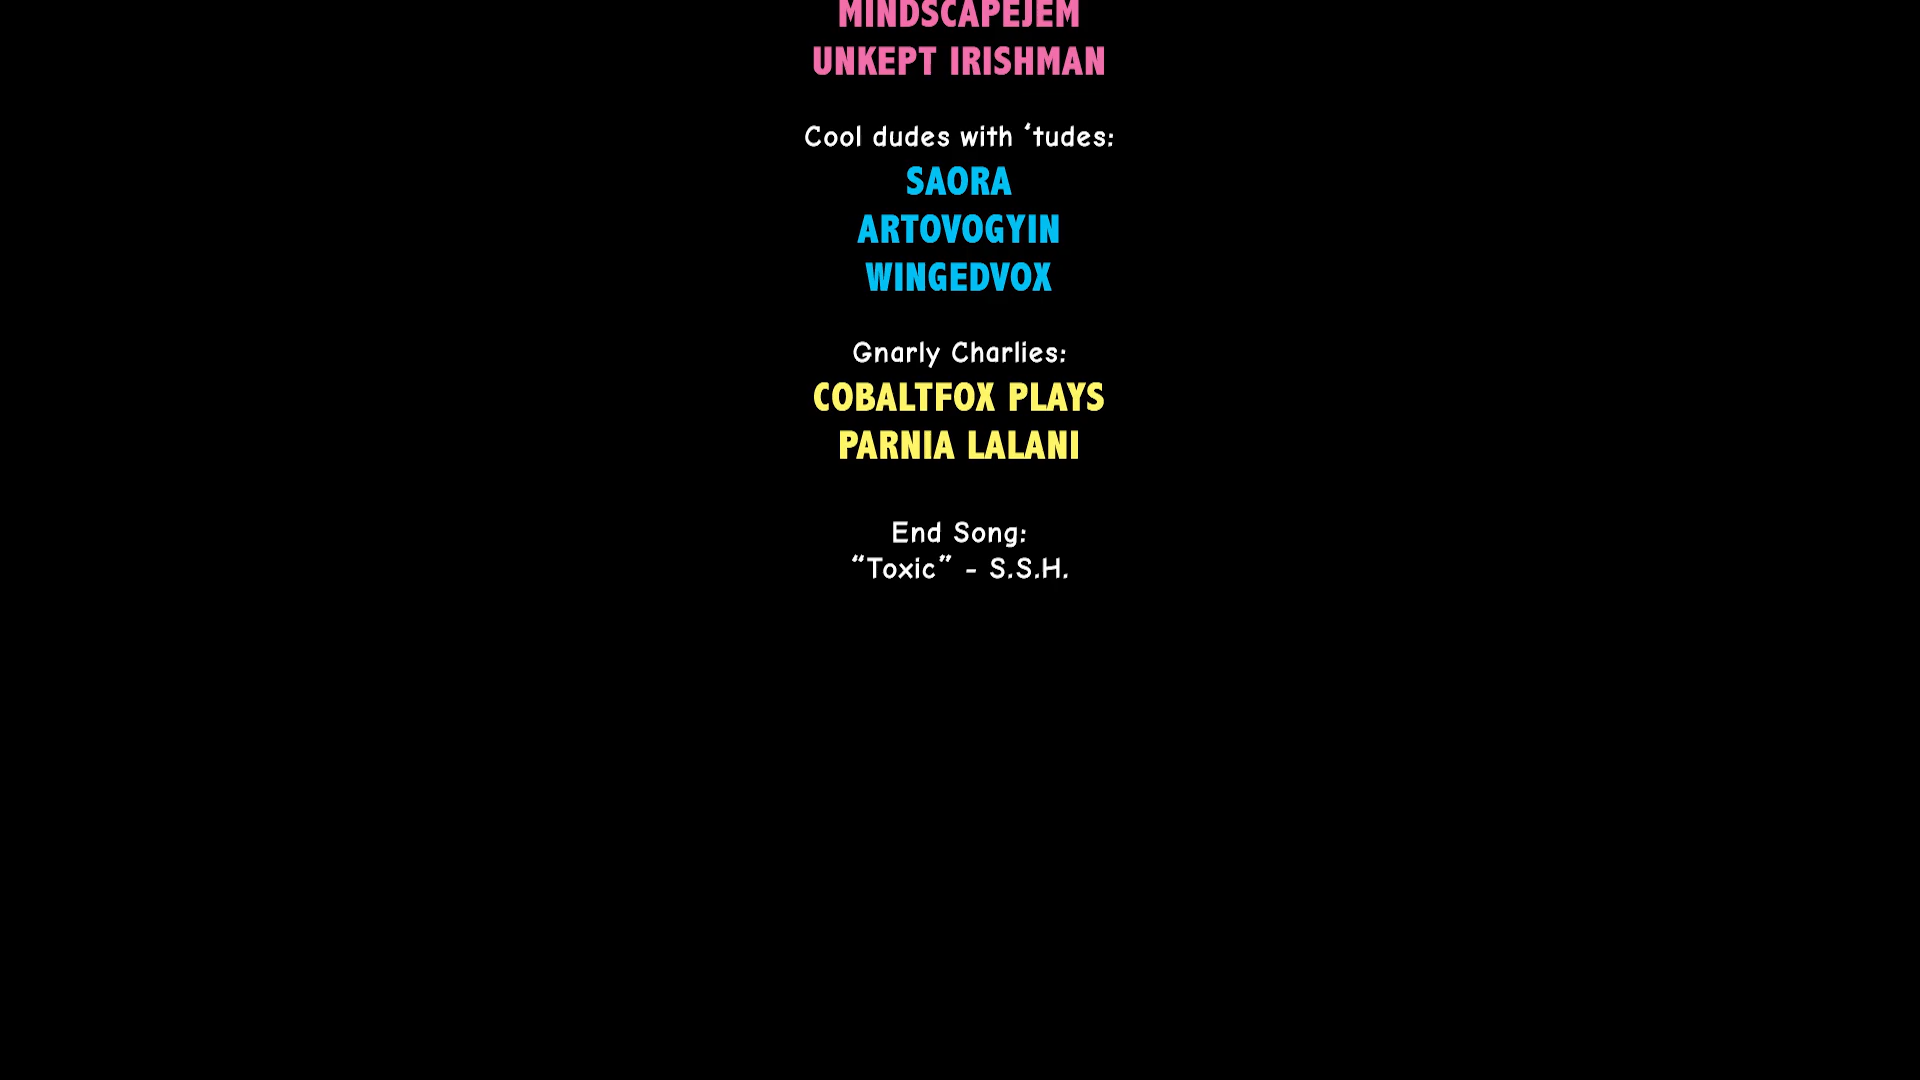 MINDSCAPEJEM
UNKEPT IRISHMAN
Cool dudes with ‘tudes:
SAORA
ARTOVOGYIN
WINGEDVOX
Gnarly Charlies:
COBALTFOX PLAYS
PARNIA LALANI
End Song:
“Toxic” - S.S.H.